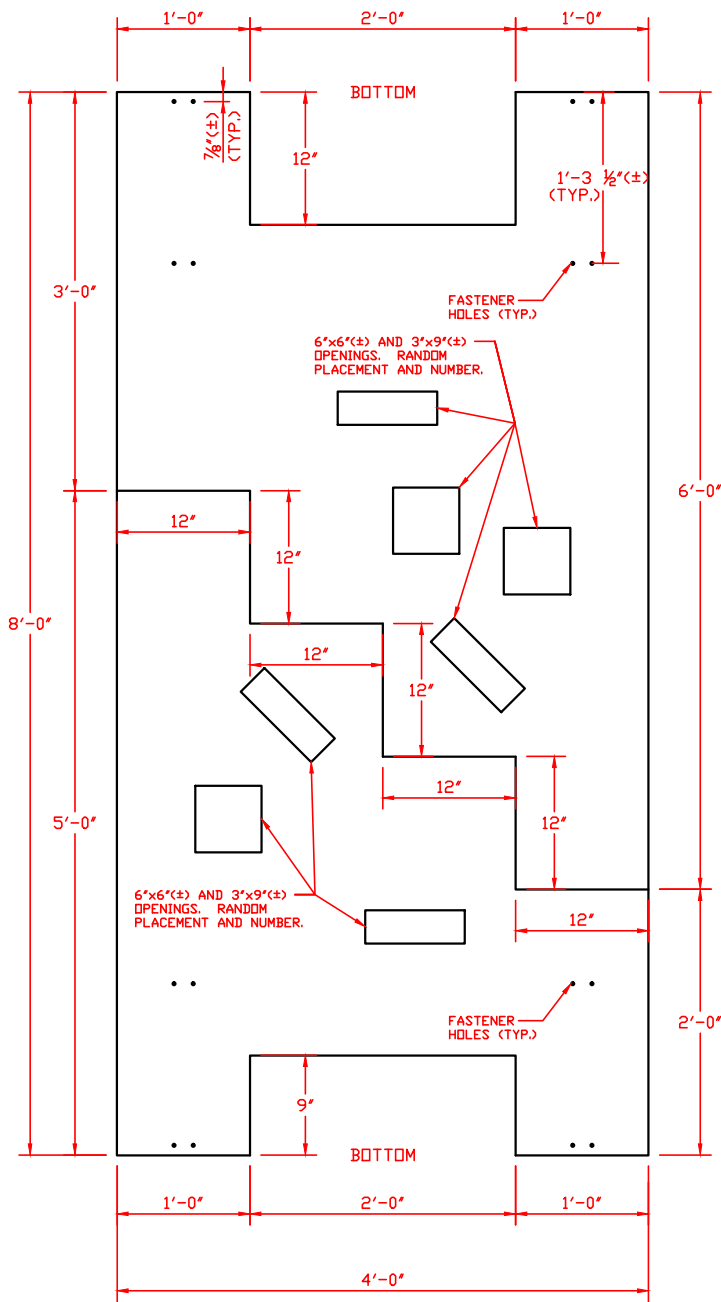 1'-0" 2'-0" 1'-0"
BOTTOM
7/8"(±)
(TYP.)
12"
1'-3 1/2"(±)
(TYP.)
3'-0"
FASTENER
HOLES (TYP.)
6"x6"(±) AND 3"x9"(±)
OPENINGS. RANDOM
PLACEMENT AND NUMBER.
6'-0"
12"
12"
8'-0"
12"
12"
12"
5'-0"
12"
6"x6"(±) AND 3"x9"(±)
OPENINGS. RANDOM
PLACEMENT AND NUMBER.
12"
FASTENER
HOLES (TYP.)
2'-0"
9"
BOTTOM
1'-0" 2'-0" 1'-0"
4'-0"